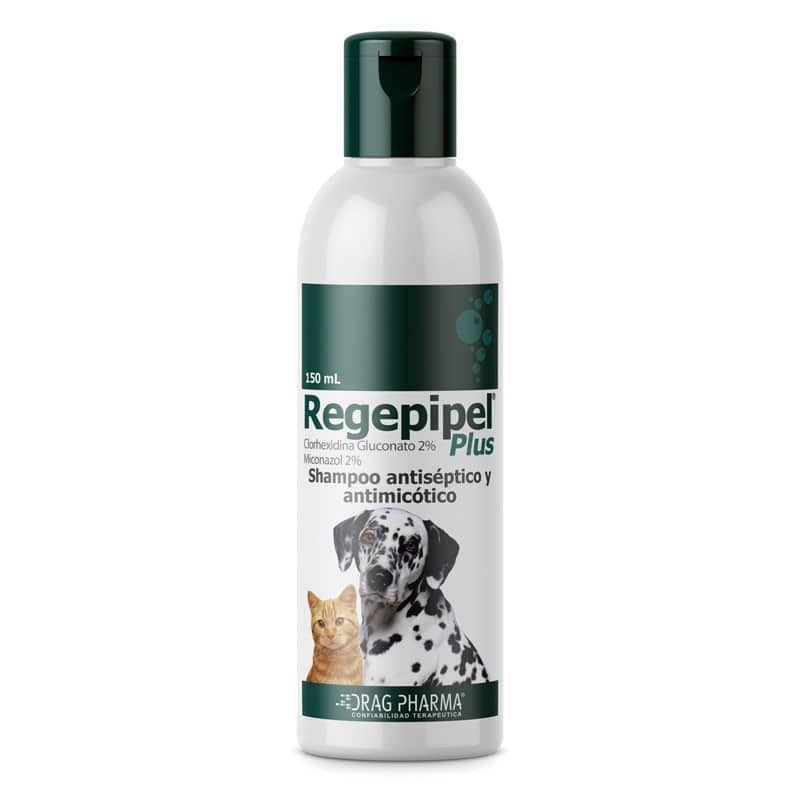 150 mL
Regepipel®
Clorhexidina Gluconato 2% Plus
Miconazol 2%
Shampoo antiséptico y
antimicótico
DRAG PHARMA®
CONFIABILIDAD TERAPEUTICA